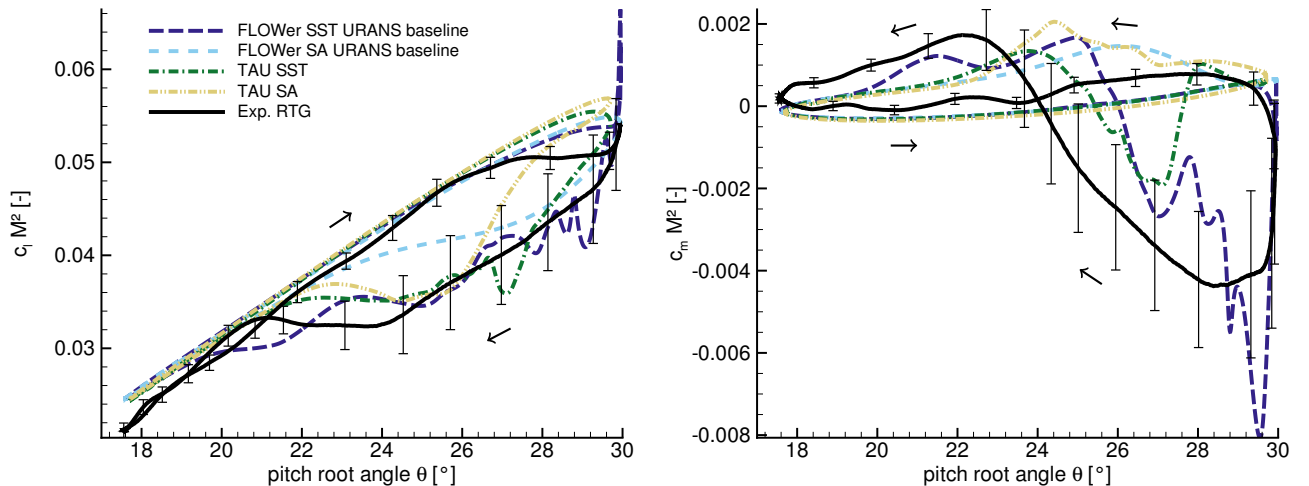 FLOWer SST URANS baseline
FLOWer SA URANS baseline
TAU SST
TAU SA
Exp. RTG
0.06
0.05
0.04
0.03
cₗ M² [-]
18 20 22 24 26 28 30
pitch root angle θ [°]
0.002
0
-0.002
-0.004
-0.006
-0.008
cₘ M² [-]
18 20 22 24 26 28 30
pitch root angle θ [°]